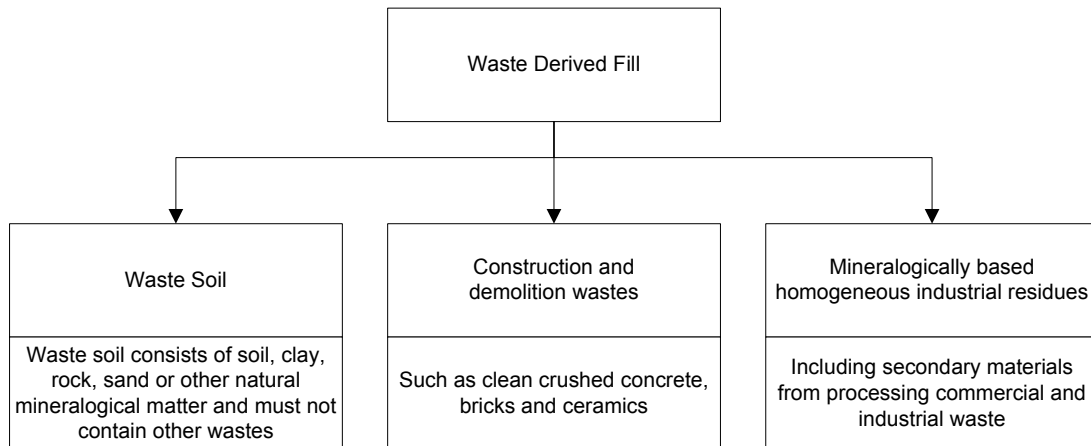 Waste Derived Fill
Waste Soil
Waste soil consists of soil, clay,
rock, sand or other natural
mineralogical matter and must not
contain other wastes
Construction and
demolition wastes
Such as clean crushed concrete,
bricks and ceramics
Mineralogically based
homogeneous industrial residues
Including secondary materials
from processing commercial and
industrial waste